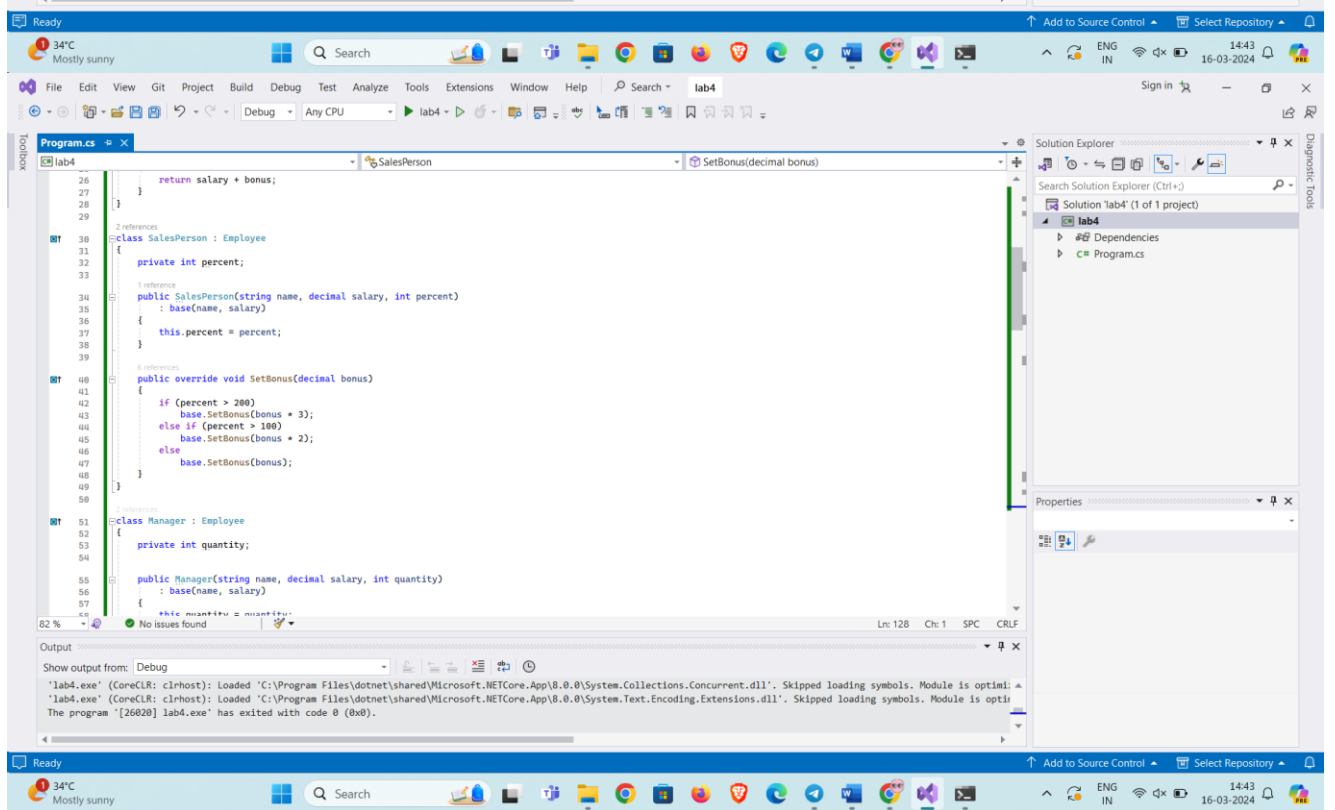 Ready
Add to Source Control
Select Repository
34°C
Mostly sunny
Search
ENG
IN
14:43
16-03-2024
PRE
File Edit View Git Project Build Debug Test Analyze Tools Extensions Window Help Search lab4 Sign in
Debug Any CPU lab4
Toolbox
Program.cs
lab4 SalesPerson SetBonus(decimal bonus)
26 return salary + bonus;
27 }
28 }
29
2 references
30 class SalesPerson : Employee
31 {
32 private int percent;
33
1 reference
34 public SalesPerson(string name, decimal salary, int percent)
35 : base(name, salary)
36 {
37 this.percent = percent;
38 }
39
6 references
40 public override void SetBonus(decimal bonus)
41 {
42 if (percent > 200)
43 base.SetBonus(bonus * 3);
44 else if (percent > 100)
45 base.SetBonus(bonus * 2);
46 else
47 base.SetBonus(bonus);
48 }
49 }
50
2 references
51 class Manager : Employee
52 {
53 private int quantity;
54
55 public Manager(string name, decimal salary, int quantity)
56 : base(name, salary)
57 {
58 this.quantity = quantity;
82 % No issues found Ln: 128 Ch: 1 SPC CRLF
Output
Show output from: Debug
'lab4.exe' (CoreCLR: clrhost): Loaded 'C:\Program Files\dotnet\shared\Microsoft.NETCore.App\8.0.0\System.Collections.Concurrent.dll'. Skipped loading symbols. Module is optimi
'lab4.exe' (CoreCLR: clrhost): Loaded 'C:\Program Files\dotnet\shared\Microsoft.NETCore.App\8.0.0\System.Text.Encoding.Extensions.dll'. Skipped loading symbols. Module is opti
The program '[26020] lab4.exe' has exited with code 0 (0x0).
Solution Explorer
Search Solution Explorer (Ctrl+;)
Solution 'lab4' (1 of 1 project)
lab4
Dependencies
C# Program.cs
Properties
Diagnostic Tools
Ready
Add to Source Control
Select Repository
34°C
Mostly sunny
Search
ENG
IN
14:43
16-03-2024
PRE